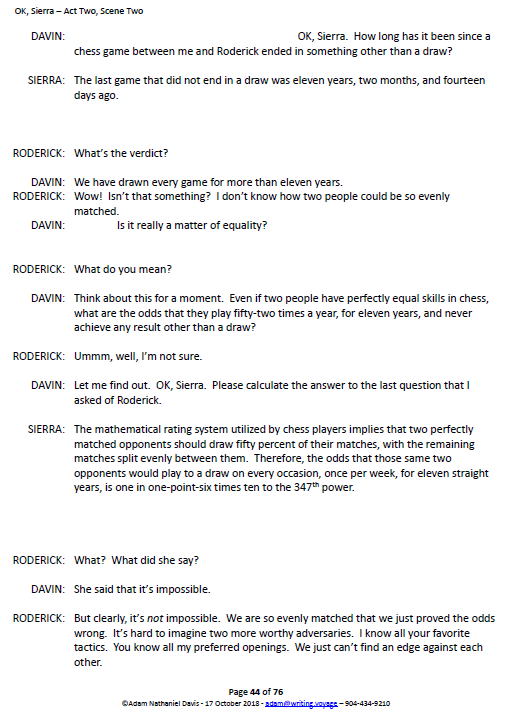 OK, Sierra – Act Two, Scene Two
DAVIN: OK, Sierra. How long has it been since a
chess game between me and Roderick ended in something other than a draw?
SIERRA: The last game that did not end in a draw was eleven years, two months, and fourteen
days ago.
RODERICK: What's the verdict?
DAVIN: We have drawn every game for more than eleven years.
RODERICK: Wow! Isn't that something? I don't know how two people could be so evenly
matched.
DAVIN: Is it really a matter of equality?
RODERICK: What do you mean?
DAVIN: Think about this for a moment. Even if two people have perfectly equal skills in chess,
what are the odds that they play fifty-two times a year, for eleven years, and never
achieve any result other than a draw?
RODERICK: Ummm, well, I'm not sure.
DAVIN: Let me find out. OK, Sierra. Please calculate the answer to the last question that I
asked of Roderick.
SIERRA: The mathematical rating system utilized by chess players implies that two perfectly
matched opponents should draw fifty percent of their matches, with the remaining
matches split evenly between them. Therefore, the odds that those same two
opponents would play to a draw on every occasion, once per week, for eleven straight
years, is one in one-point-six times ten to the 347th power.
RODERICK: What? What did she say?
DAVIN: She said that it's impossible.
RODERICK: But clearly, it's not impossible. We are so evenly matched that we just proved the odds
wrong. It's hard to imagine two more worthy adversaries. I know all your favorite
tactics. You know all my preferred openings. We just can't find an edge against each
other.
Page 44 of 76
©Adam Nathaniel Davis - 17 October 2018 - adam@writing.voyage – 904-434-9210